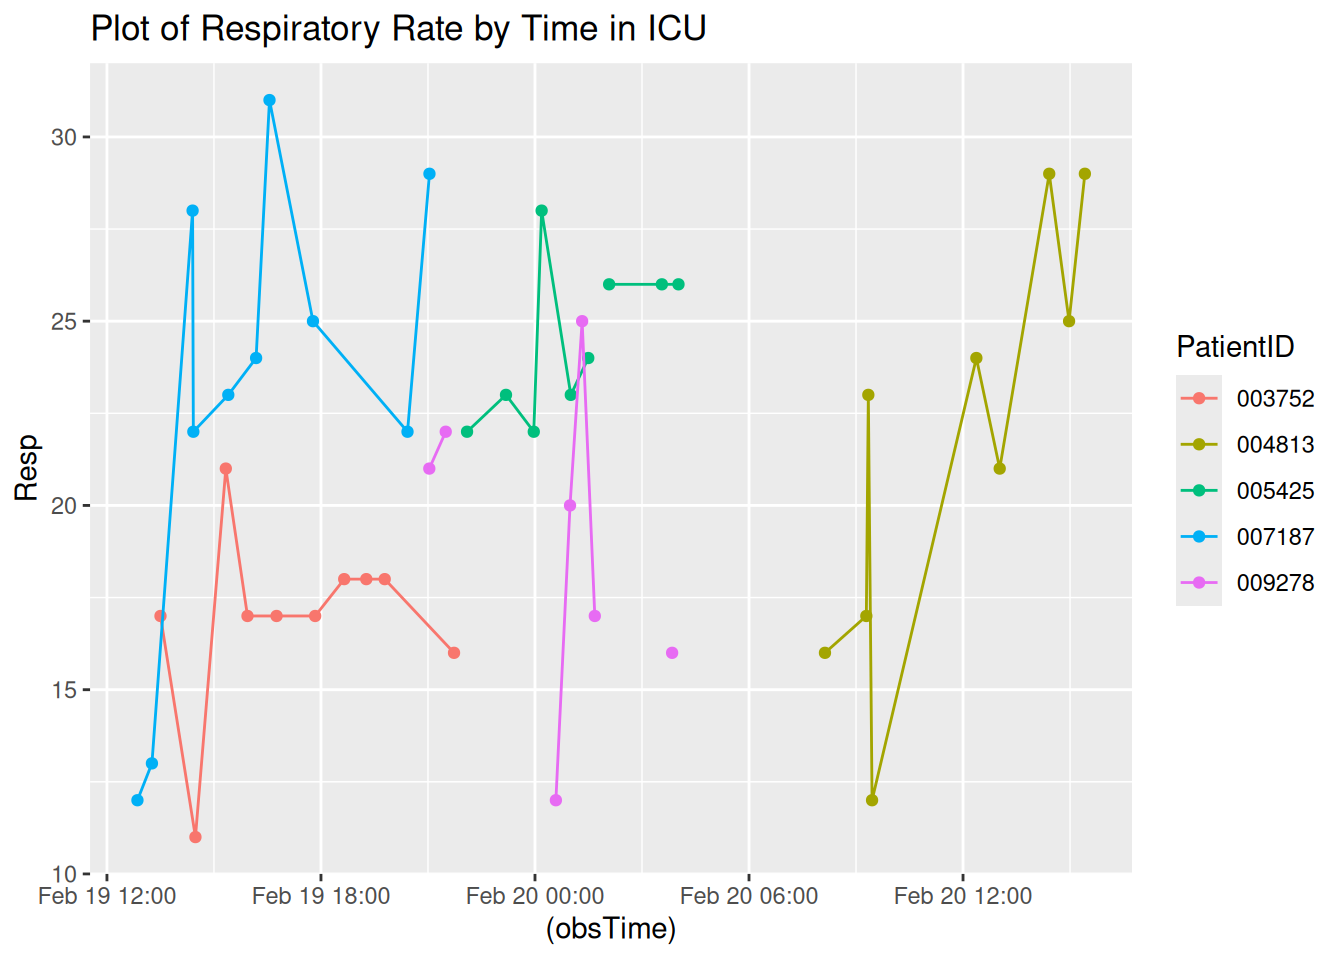 Plot of Respiratory Rate by Time in ICU
Resp
30
25
20
15
10
Feb 19 12:00
Feb 19 18:00
Feb 20 00:00
Feb 20 06:00
Feb 20 12:00
(obsTime)
PatientID
003752
004813
005425
007187
009278